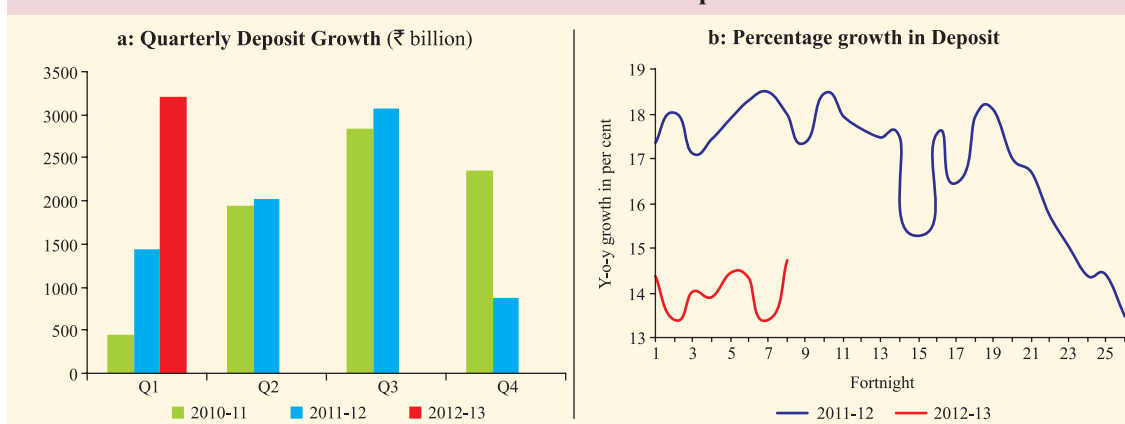 a: Quarterly Deposit Growth (₹ billion)
3500
3000
2500
2000
1500
1000
500
0
Q1 Q2 Q3 Q4
2010-11 2011-12 2012-13
b: Percentage growth in Deposit
Y-o-y growth in per cent
19
18
17
16
15
14
13
1 3 5 7 9 11 13 15 17 19 21 23 25
Fortnight
2011-12 2012-13